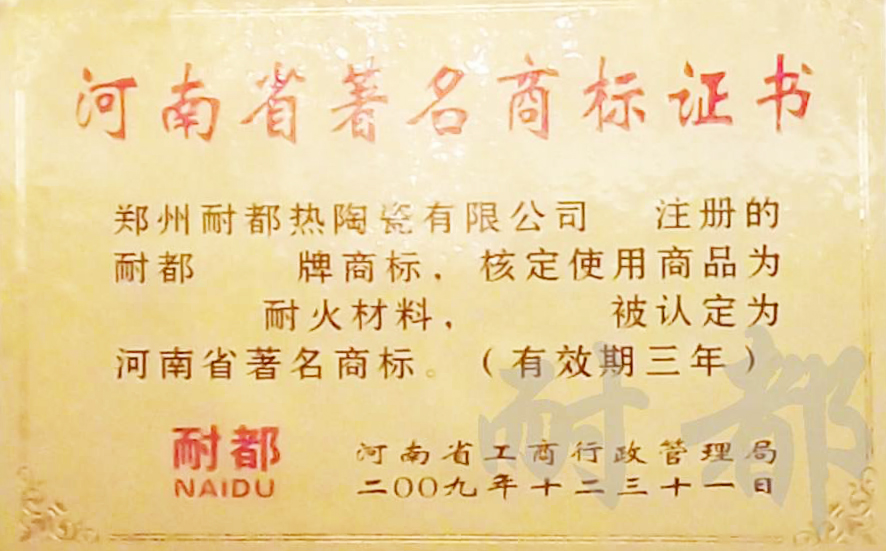 河南省著名商标证书
郑州耐都热陶瓷有限公司 注册的
耐都 牌商标，核定使用商品为
耐火材料， 被认定为
河南省著名商标。（有效期三年）
耐都
NAIDU
河南省工商行政管理局
二〇〇九年十二月三十一日
耐都